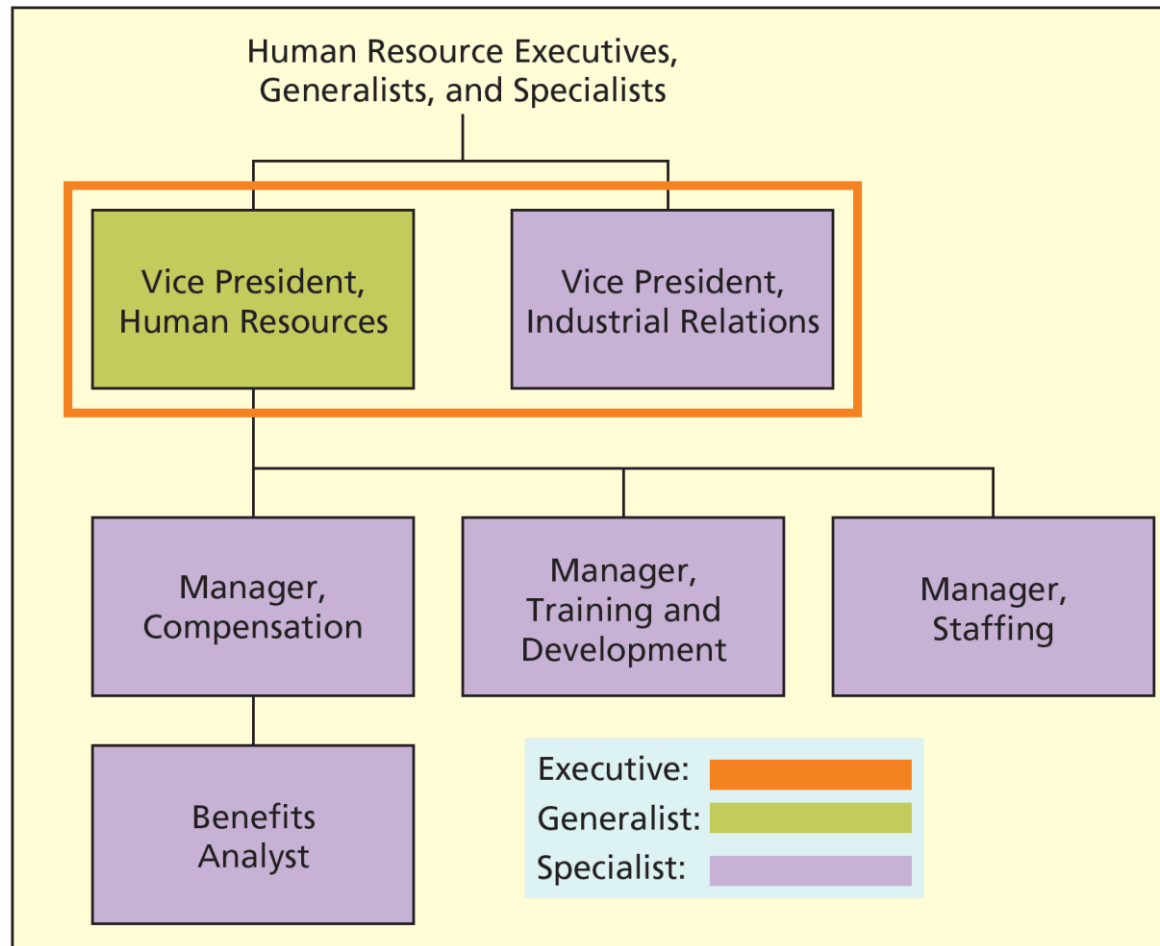 Human Resource Executives,
Generalists, and Specialists
Vice President,
Human Resources
Vice President,
Industrial Relations
Manager,
Compensation
Manager,
Training and
Development
Manager,
Staffing
Benefits
Analyst
Executive:
Generalist:
Specialist: